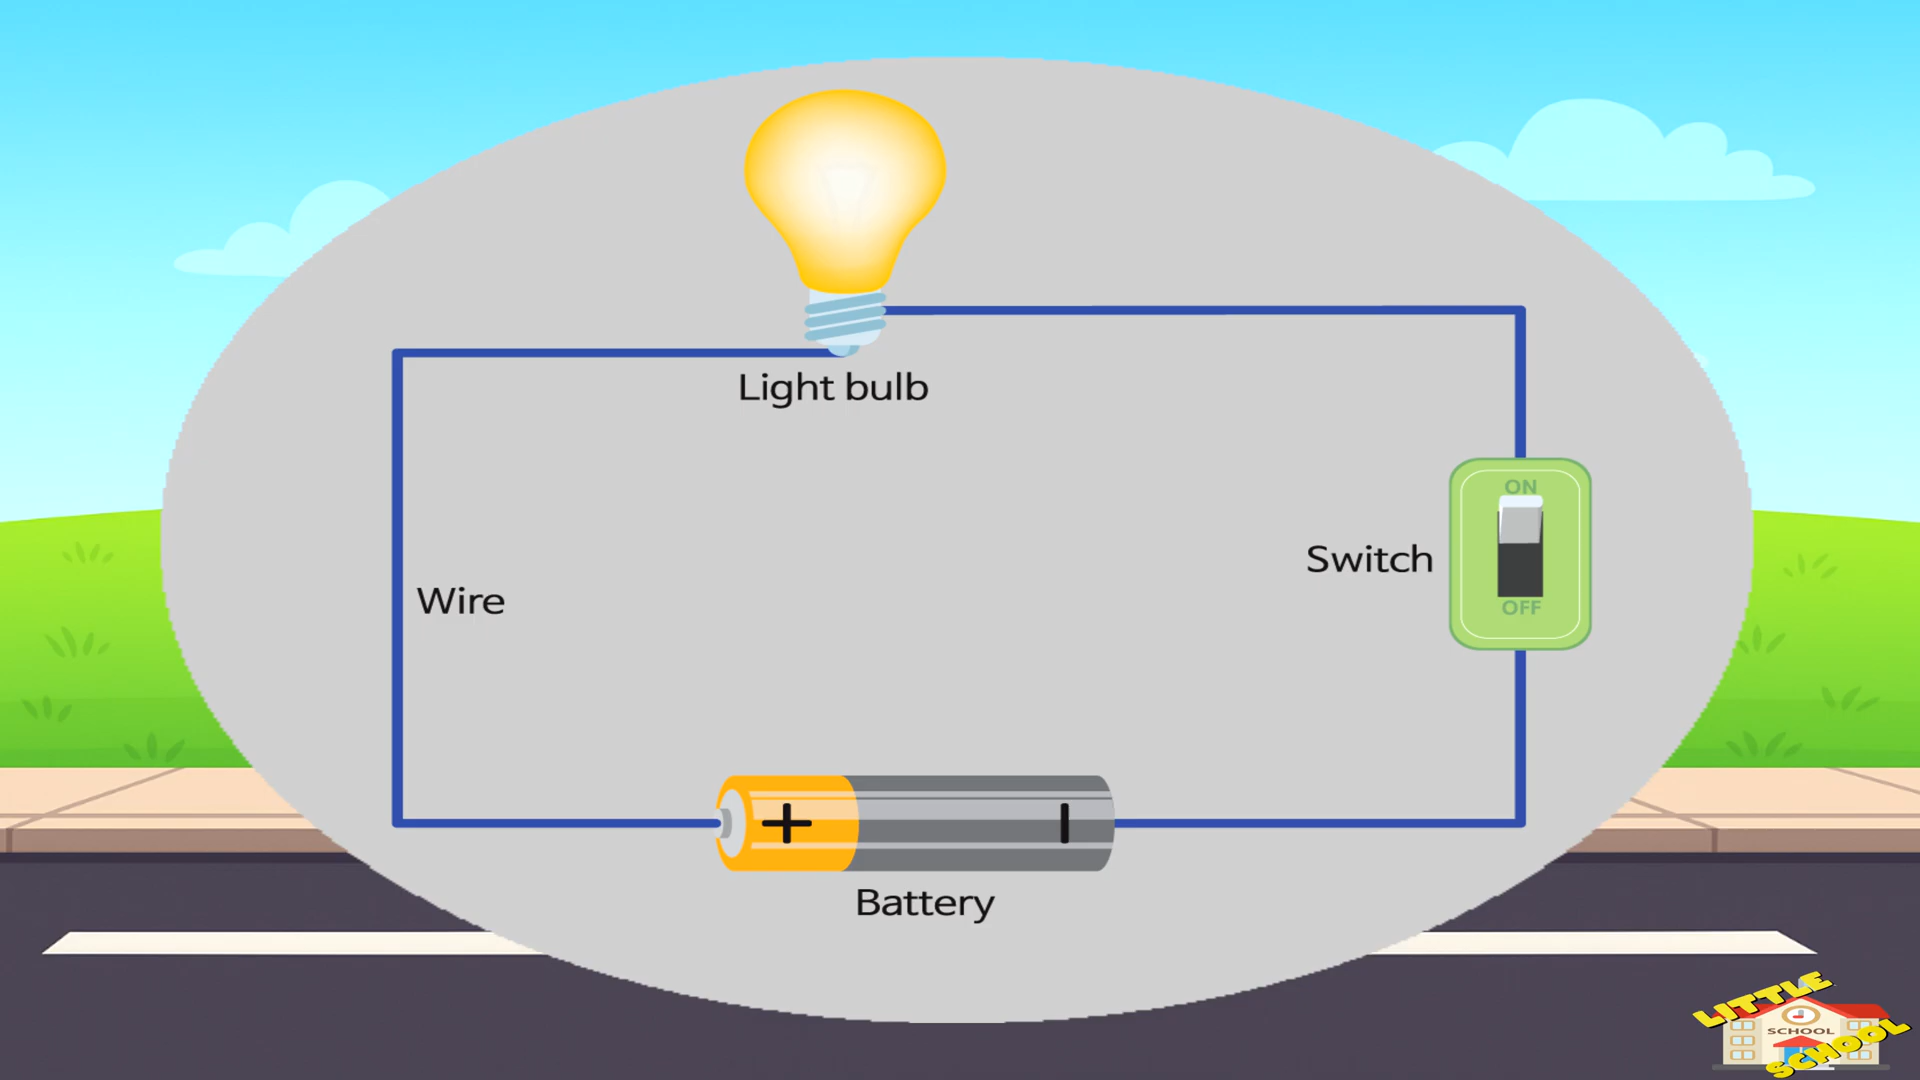 Light bulb
ON
Switch
OFF
Wire
+
Battery
LITTLE
SCHOOL
SCHOOL